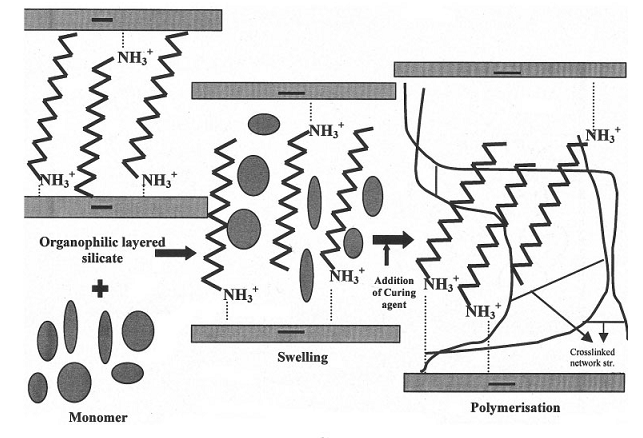 NH3+
NH3+
NH3+
Organophilic layered
silicate
+
Monomer
NH3+
NH3+
NH3+
Swelling
Addition
of Curing
agent
NH3+
NH3+
NH3+
Crosslinked
network str.
Polymerisation